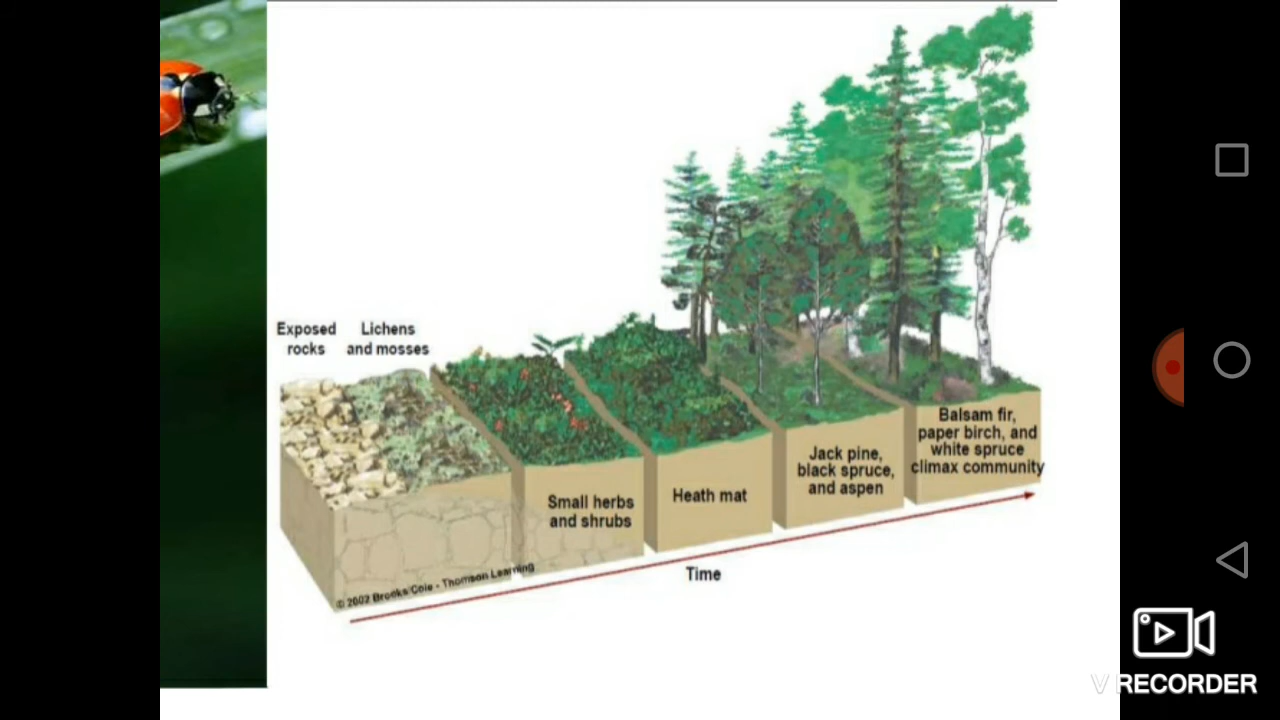 Exposed
rocks
Lichens
and mosses
Small herbs
and shrubs
Heath mat
Jack pine,
black spruce,
and aspen
Balsam fir,
paper birch, and
white spruce
climax community
Time
© 2002 Brooks Cole - Thomson Learning
V RECORDER